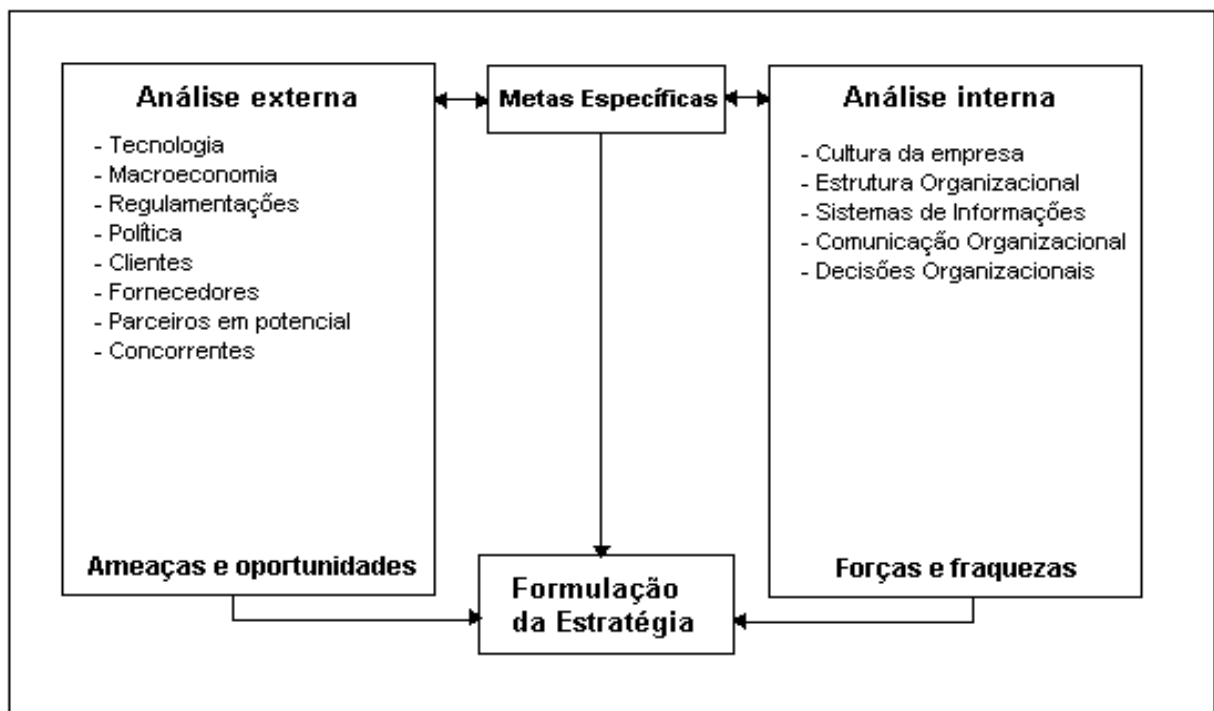 Análise externa
- Tecnologia
- Macroeconomia
- Regulamentações
- Política
- Clientes
- Fornecedores
- Parceiros em potencial
- Concorrentes
Ameaças e oportunidades
Metas Específicas
Análise interna
- Cultura da empresa
- Estrutura Organizacional
- Sistemas de Informações
- Comunicação Organizacional
- Decisões Organizacionais
Forças e fraquezas
Formulação
da Estratégia